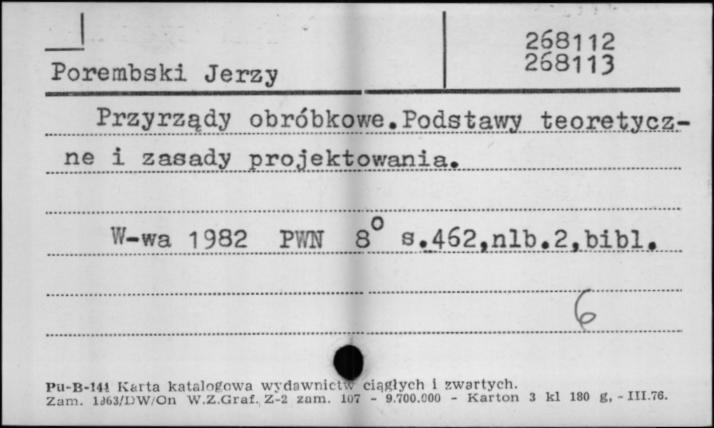 268112
268113
Porembski Jerzy
Przyrządy obróbkowe.Podstawy teoretycz-
ne i zasady projektowania.
W-wa 1982 PWN 8° s.462,nlb.2,bibl.
6
Pu-B-141 Karta katalogowa wydawnictw ciągłych i zwartych.
Zam. 1363/DW/On W.Z.Graf. Z-2 zam. 107 - 9.700.000 - Karton 3 kl 180 g, - III.76.